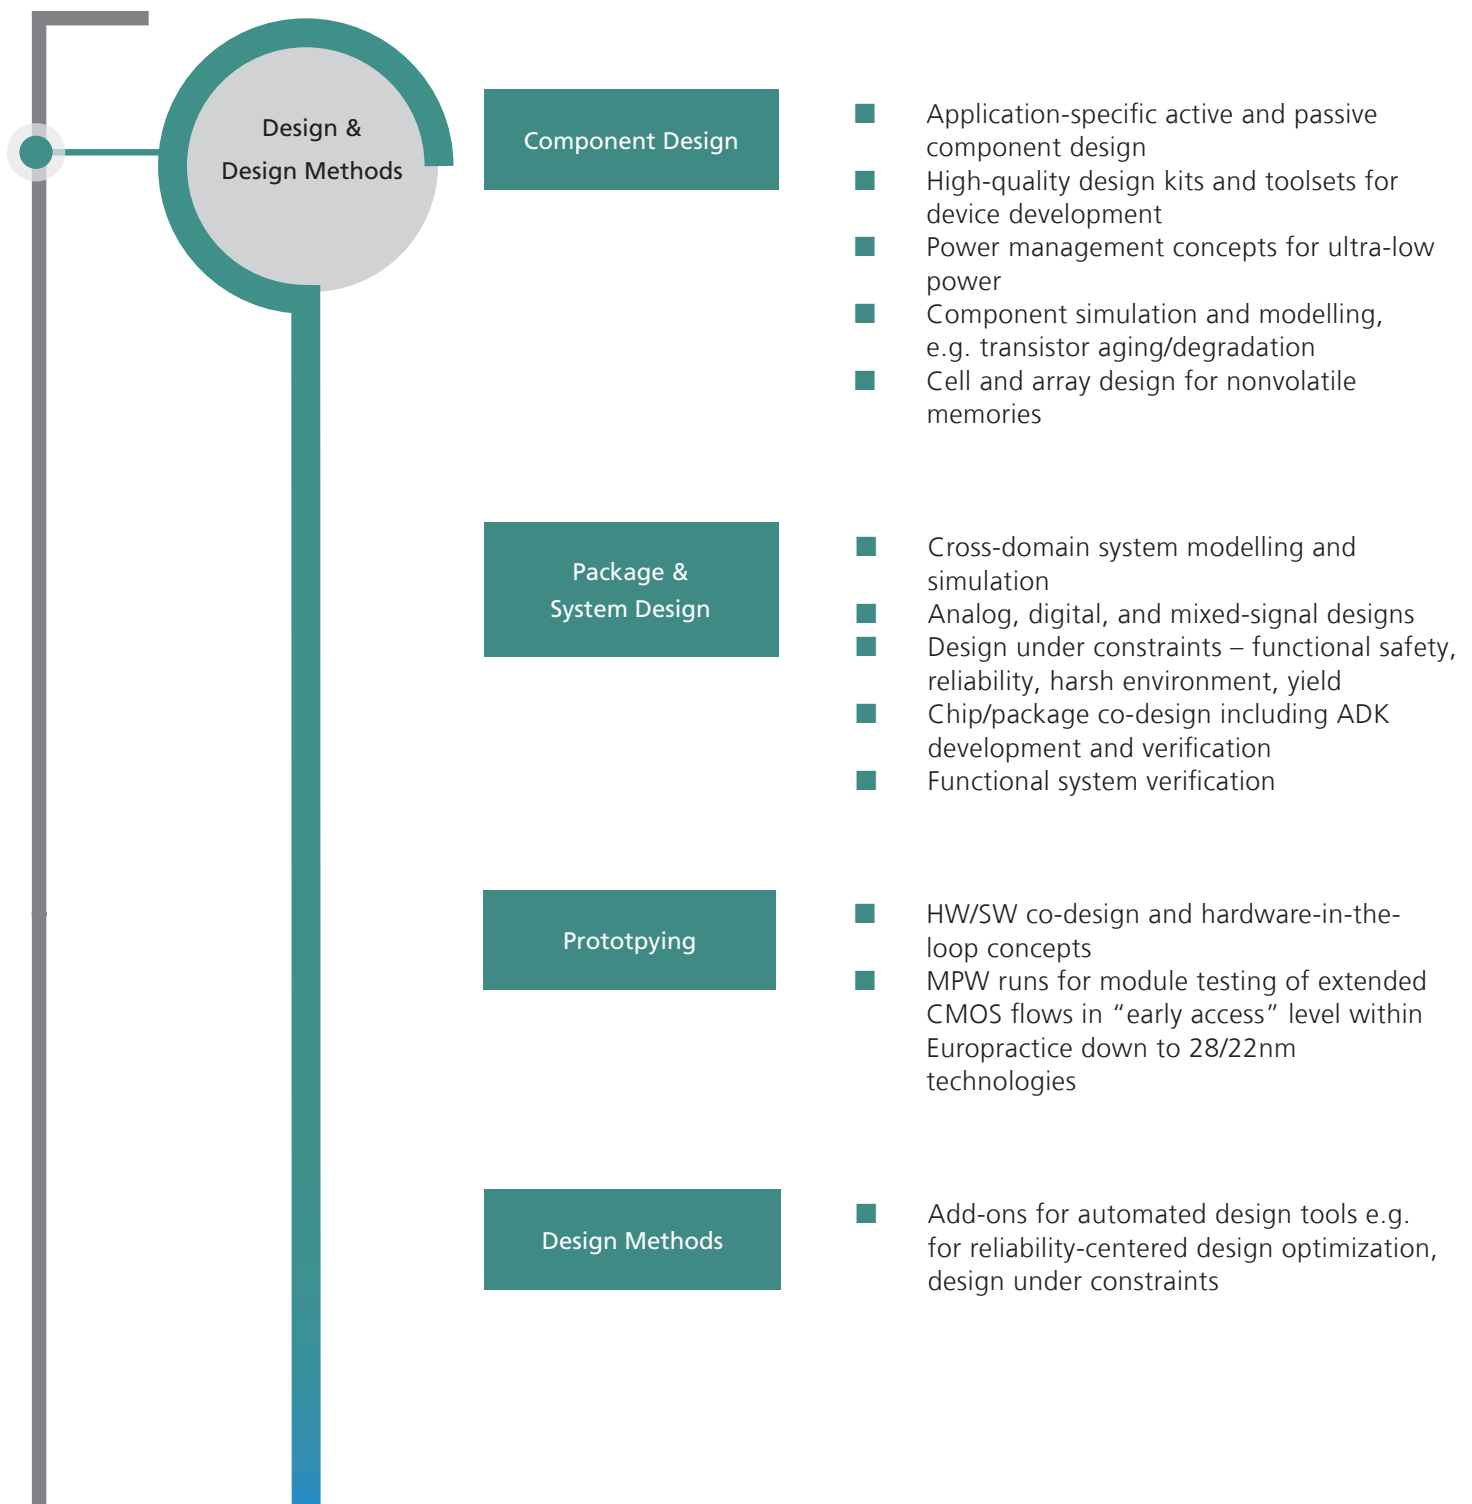 Design &
Design Methods
Component Design
■ Application-specific active and passive
component design
■ High-quality design kits and toolsets for
device development
■ Power management concepts for ultra-low
power
■ Component simulation and modelling,
e.g. transistor aging/degradation
■ Cell and array design for nonvolatile
memories
Package &
System Design
■ Cross-domain system modelling and
simulation
■ Analog, digital, and mixed-signal designs
■ Design under constraints – functional safety,
reliability, harsh environment, yield
■ Chip/package co-design including ADK
development and verification
■ Functional system verification
Prototpying
■ HW/SW co-design and hardware-in-the-
loop concepts
■ MPW runs for module testing of extended
CMOS flows in “early access” level within
Europractice down to 28/22nm
technologies
Design Methods
■ Add-ons for automated design tools e.g.
for reliability-centered design optimization,
design under constraints